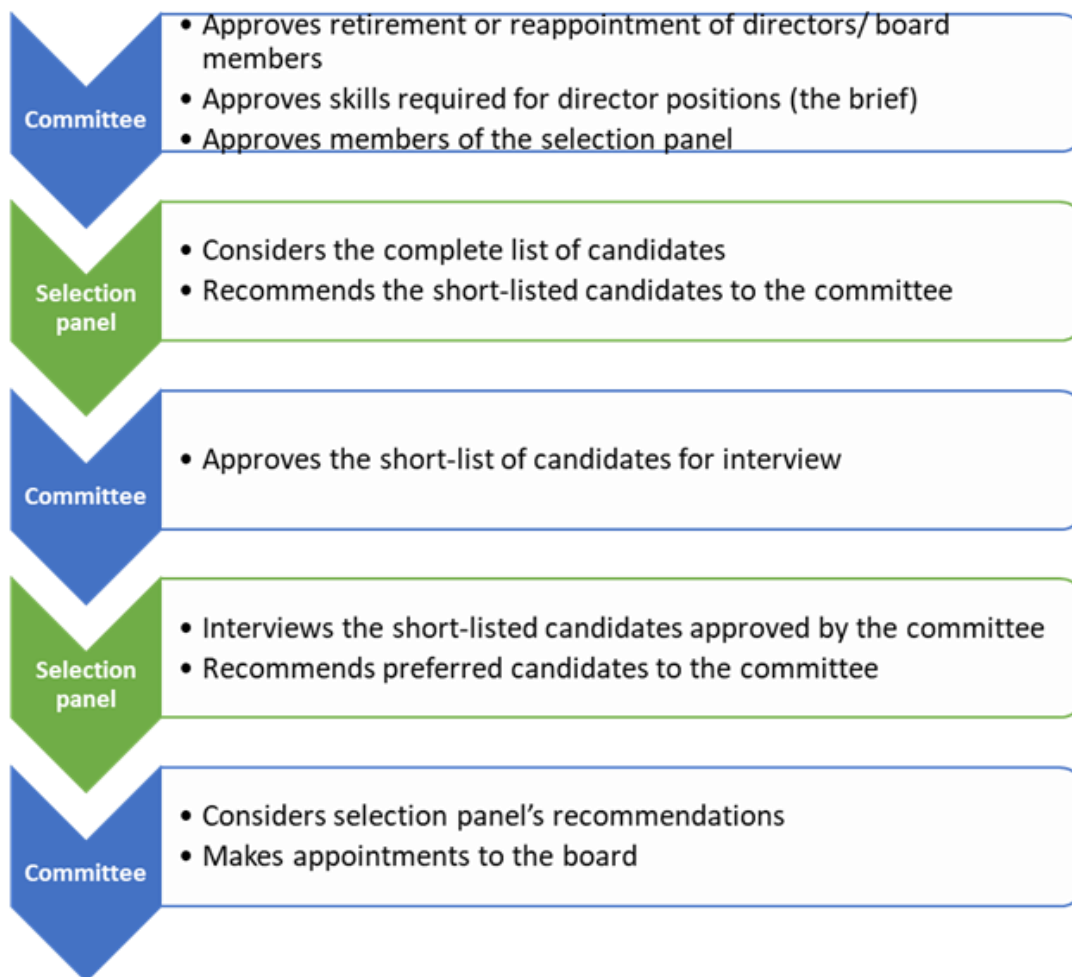 Committee
• Approves retirement or reappointment of directors/ board
members
• Approves skills required for director positions (the brief)
• Approves members of the selection panel
Selection
panel
• Considers the complete list of candidates
• Recommends the short-listed candidates to the committee
Committee
• Approves the short-list of candidates for interview
Selection
panel
• Interviews the short-listed candidates approved by the committee
• Recommends preferred candidates to the committee
Committee
• Considers selection panel’s recommendations
• Makes appointments to the board